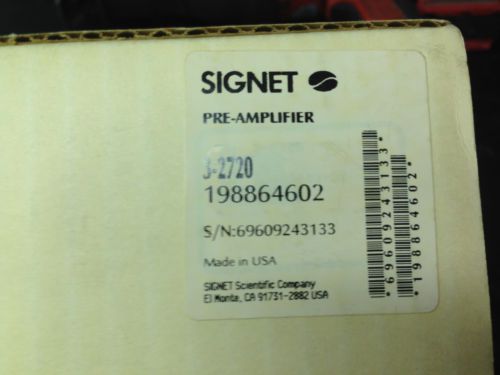 SIGNET
PRE-AMPLIFIER
3-2720
198864602
S/N:69609243133
Made in USA
SIGNET Scientific Company
El Monte, CA 91731-2882 USA
*69609243133*
*198864602*